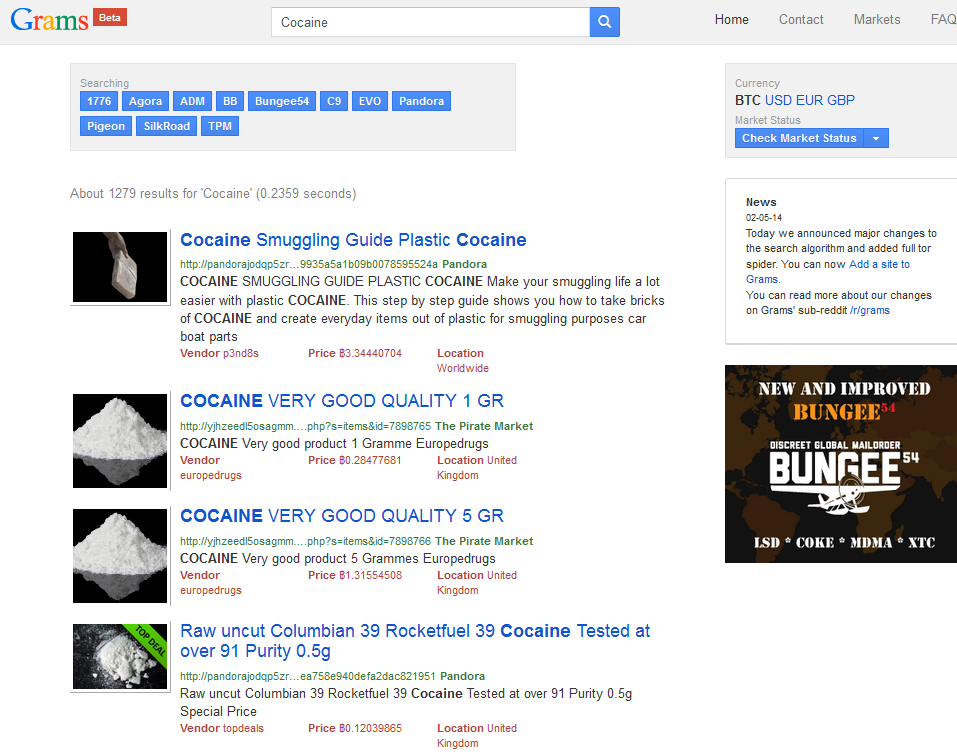 Grams Beta
Cocaine
Home Contact Markets FAQ
Searching
1776 Agora ADM BB Bungee54 C9 EVO Pandora
Pigeon SilkRoad TPM
Currency
BTC USD EUR GBP
Market Status
Check Market Status
About 1279 results for 'Cocaine' (0.2359 seconds)
Cocaine Smuggling Guide Plastic Cocaine
http://pandorajodqp5zr...9935a5a1b09b0078595524a Pandora
COCAINE SMUGGLING GUIDE PLASTIC COCAINE Make your smuggling life a lot
easier with plastic COCAINE. This step by step guide shows you how to take bricks
of COCAINE and create everyday items out of plastic for smuggling purposes car
boat parts
Vendor p3nd8s Price ฿3.34440704 Location
Worldwide
COCAINE VERY GOOD QUALITY 1 GR
http://yjhzeedl5osagmm....php?s=items&id=7898765 The Pirate Market
COCAINE Very good product 1 Gramme Europedrugs
Vendor Price ฿0.28477681 Location United
europedrugs Kingdom
COCAINE VERY GOOD QUALITY 5 GR
http://yjhzeedl5osagmm....php?s=items&id=7898766 The Pirate Market
COCAINE Very good product 5 Grammes Europedrugs
Vendor Price ฿1.31554508 Location United
europedrugs Kingdom
TOP DEAL
Raw uncut Columbian 39 Rocketfuel 39 Cocaine Tested at
over 91 Purity 0.5g
http://pandorajodqp5zr...ea758e940defa2dac821951 Pandora
Raw uncut Columbian 39 Rocketfuel 39 Cocaine Tested at over 91 Purity 0.5g
Special Price
Vendor topdeals Price ฿0.12039865 Location United
Kingdom
News
02-05-14
Today we announced major changes to
the search algorithm and added full tor
spider. You can now Add a site to
Grams.
You can read more about our changes
on Grams' sub-reddit /r/grams
NEW AND IMPROVED
BUNGEE54
DISCREET GLOBAL MAILORDER
BUNGEE54
LSD * COKE * MDMA * XTC